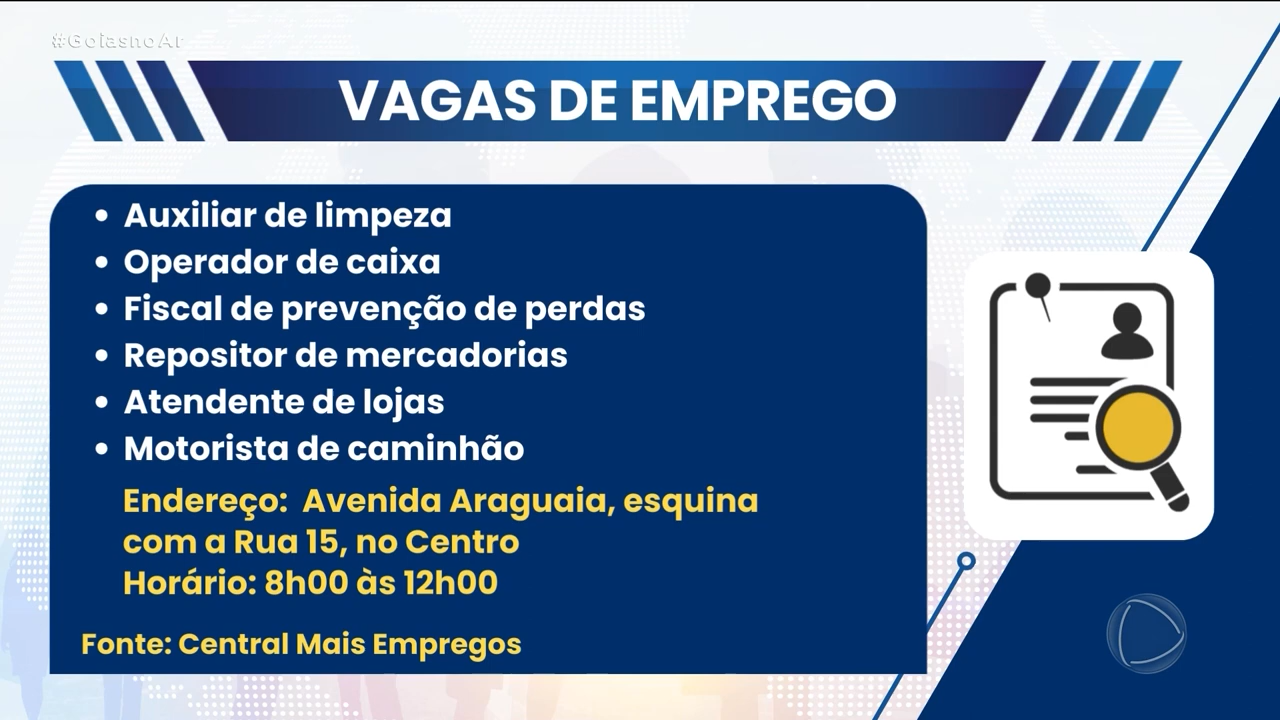 #GoiasnoAr
VAGAS DE EMPREGO
• Auxiliar de limpeza
• Operador de caixa
• Fiscal de prevenção de perdas
• Repositor de mercadorias
• Atendente de lojas
• Motorista de caminhão
Endereço: Avenida Araguaia, esquina
com a Rua 15, no Centro
Horário: 8h00 às 12h00
Fonte: Central Mais Empregos